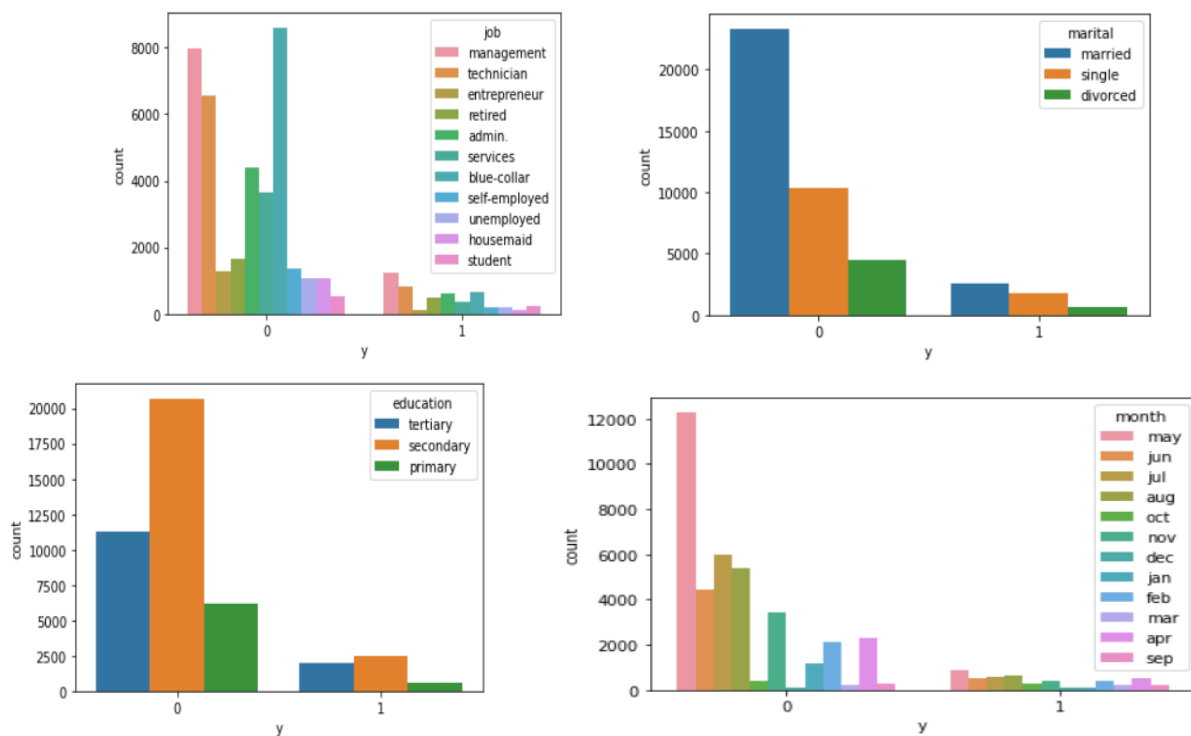 job
management
technician
entrepreneur
retired
admin.
services
blue-collar
self-employed
unemployed
housemaid
student
8000
6000
4000
2000
0
count
0 1
y
marital
married
single
divorced
20000
15000
10000
5000
0
count
0 1
y
education
tertiary
secondary
primary
20000
17500
15000
12500
10000
7500
5000
2500
0
count
0 1
y
month
may
jun
jul
aug
oct
nov
dec
jan
feb
mar
apr
sep
12000
10000
8000
6000
4000
2000
0
count
0 1
y